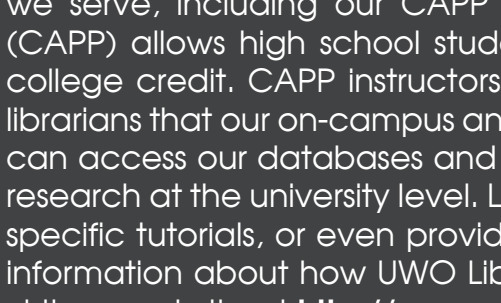 we serve, including our CAPP
(CAPP) allows high school stud
college credit. CAPP instructors
librarians that our on-campus an
can access our databases and
research at the university level. L
specific tutorials, or even provid
information about how UWO Lib